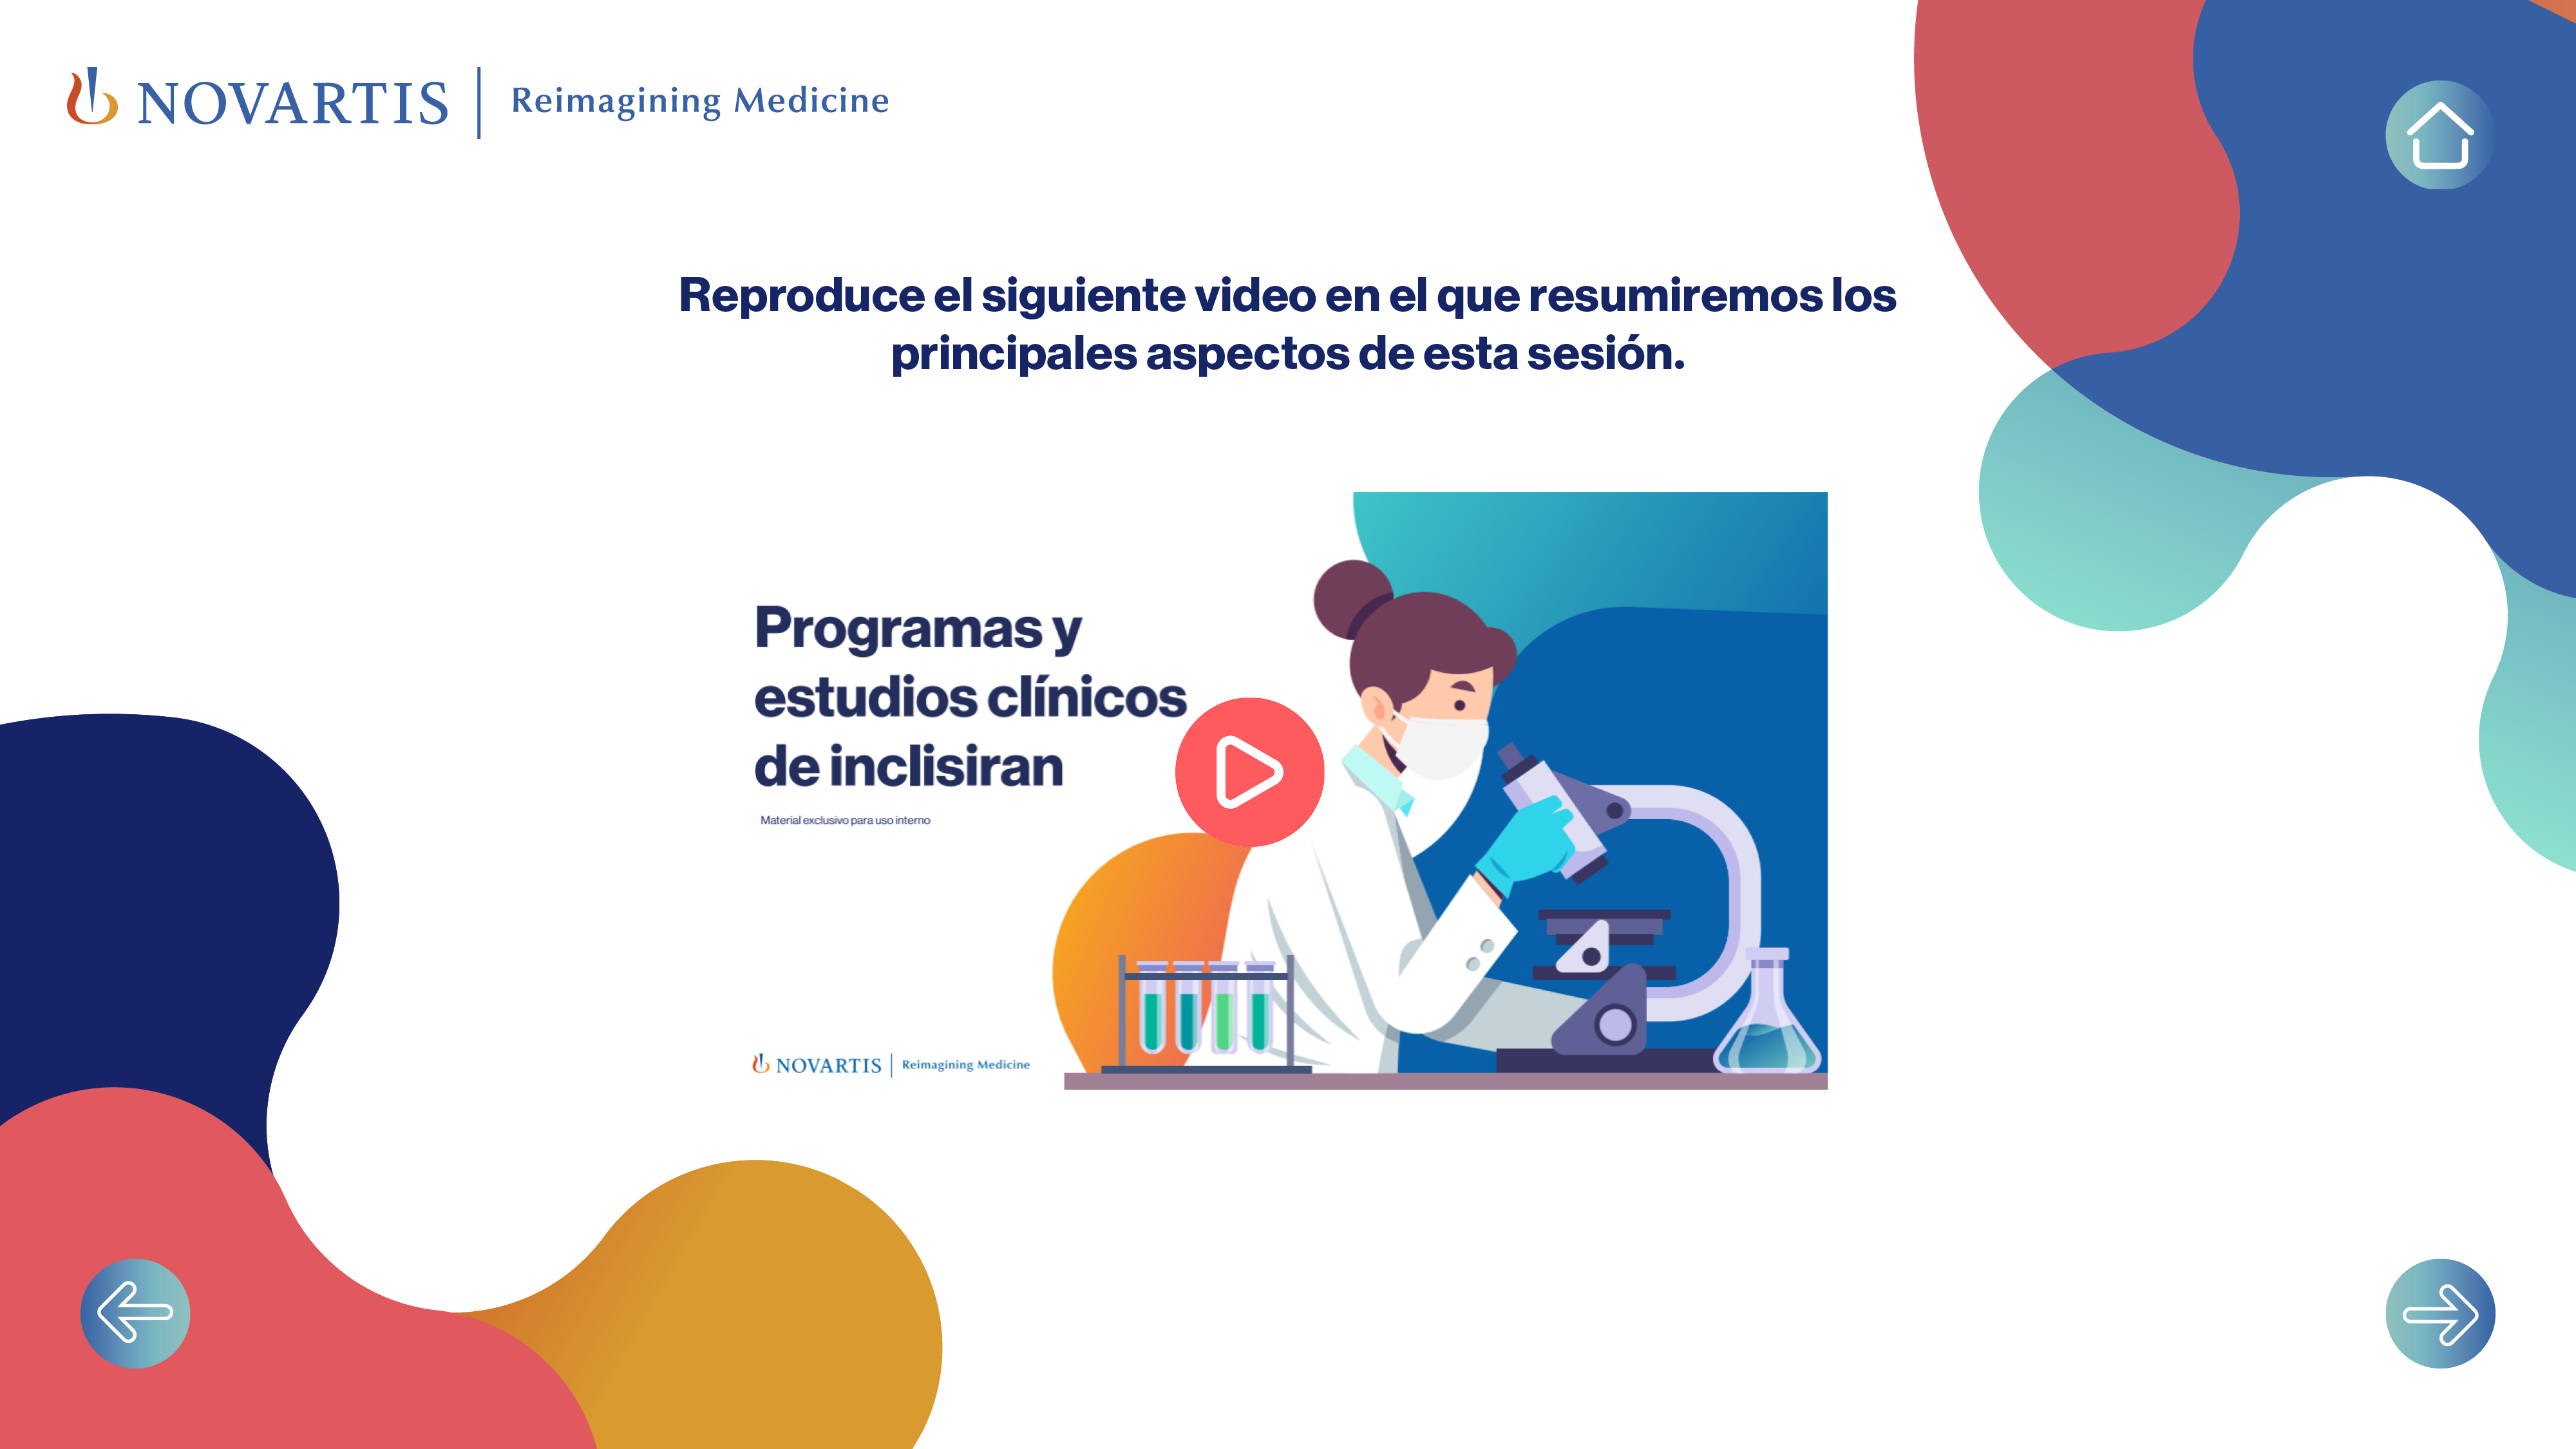 NOVARTIS | Reimagining Medicine
Reproduce el siguiente video en el que resumiremos los
principales aspectos de esta sesión.
Programas y
estudios clínicos
de inclisiran
Material exclusivo para uso interno
NOVARTIS | Reimagining Medicine